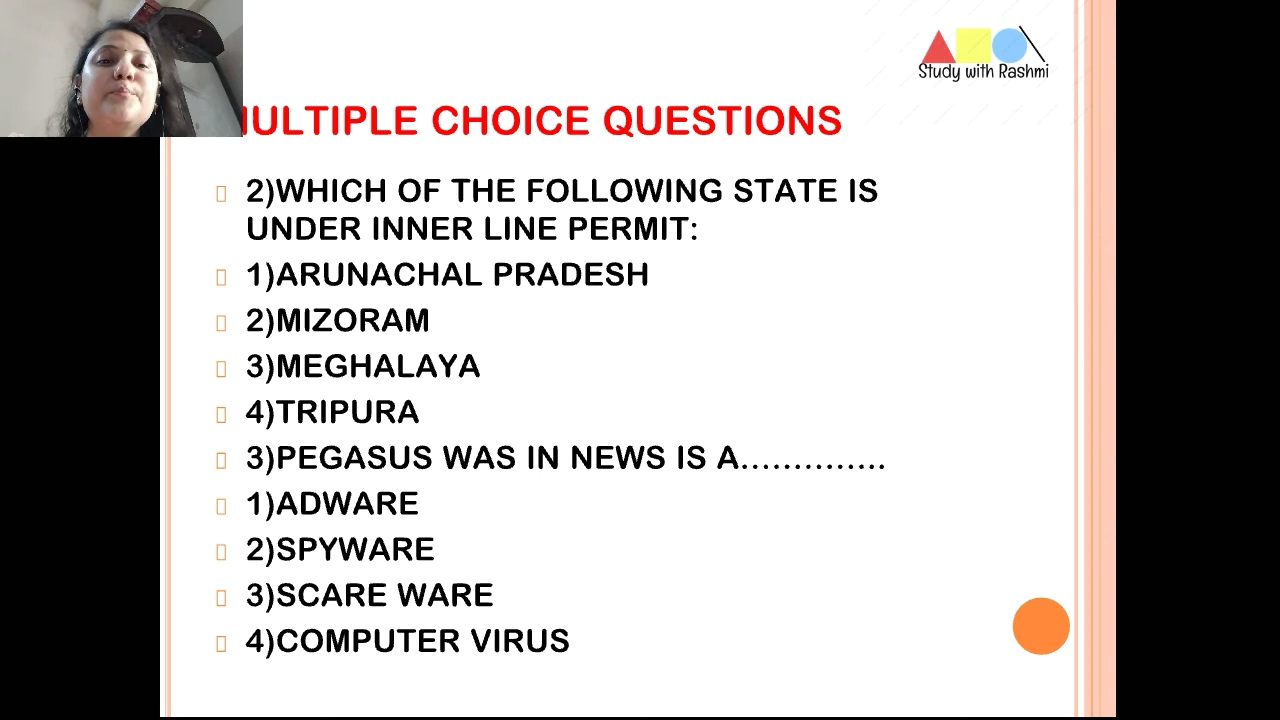 Study with Rashmi
MULTIPLE CHOICE QUESTIONS
2)WHICH OF THE FOLLOWING STATE IS
UNDER INNER LINE PERMIT:
1)ARUNACHAL PRADESH
2)MIZORAM
3)MEGHALAYA
4)TRIPURA
3)PEGASUS WAS IN NEWS IS A..............
1)ADWARE
2)SPYWARE
3)SCARE WARE
4)COMPUTER VIRUS